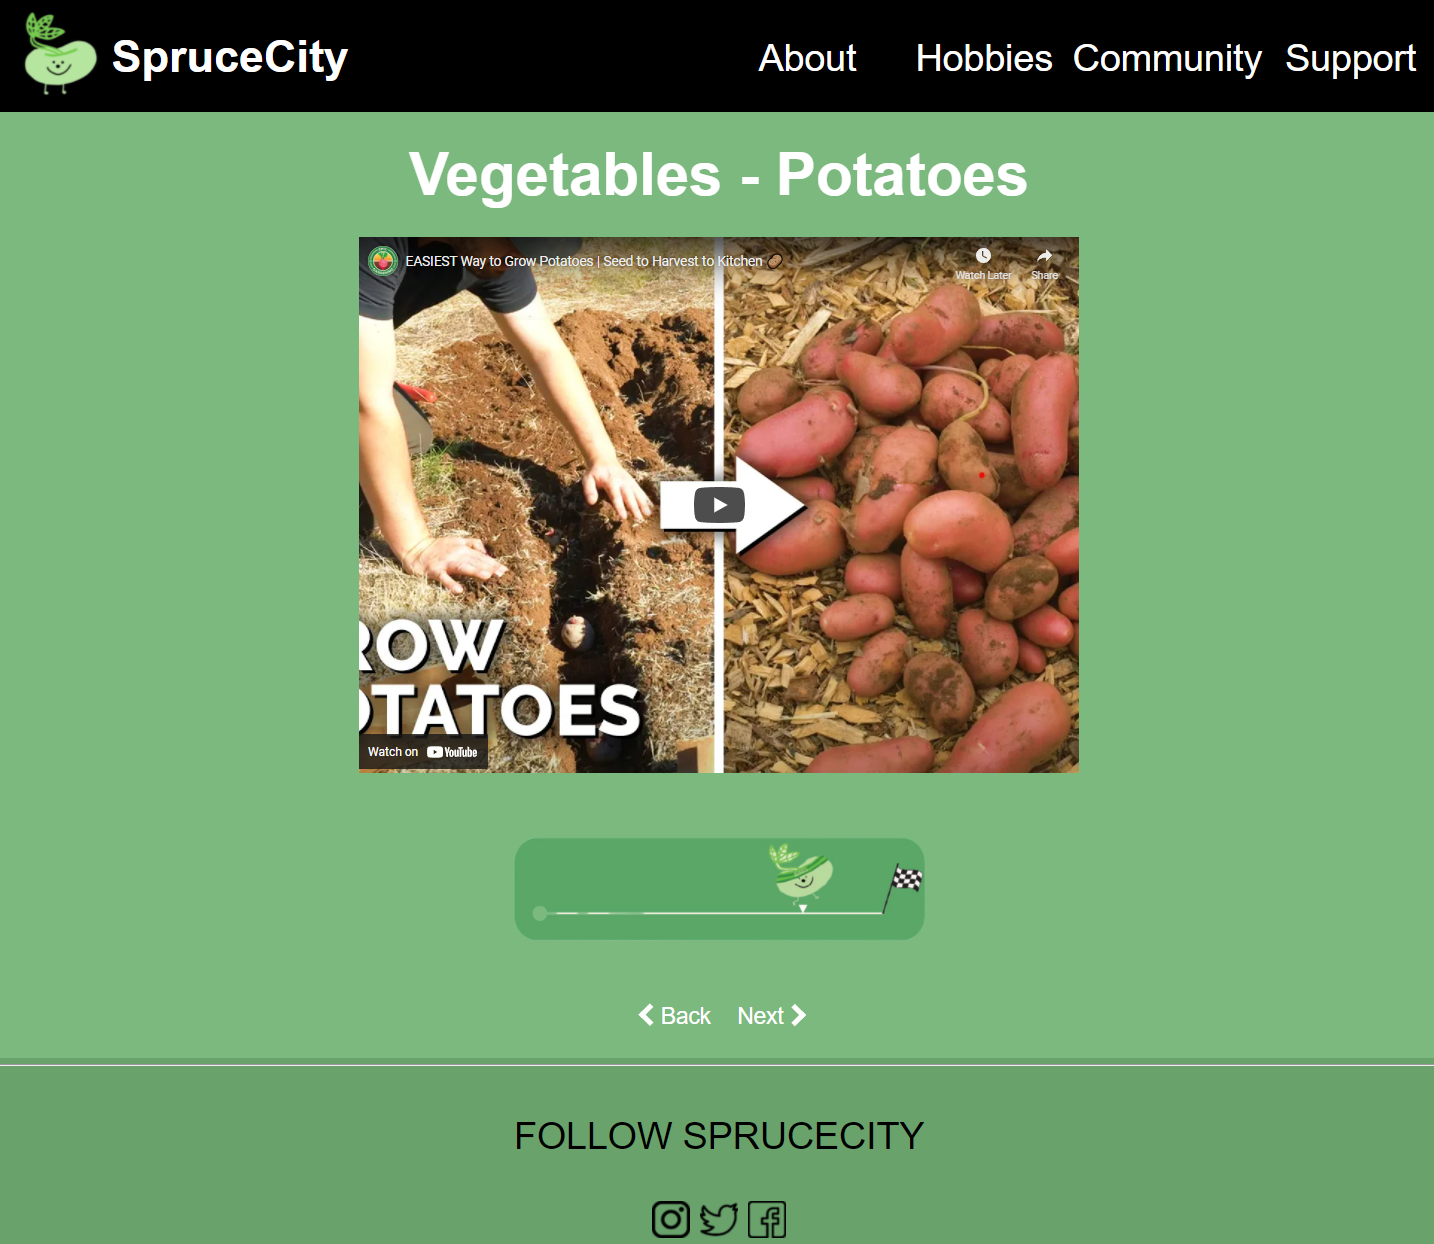 SpruceCity
About Hobbies Community Support
Vegetables - Potatoes
EASIEST Way to Grow Potatoes | Seed to Harvest to Kitchen 🥔
Watch Later Share
ROW
OTATOES
Watch on YouTube
Back Next
FOLLOW SPRUCECITY